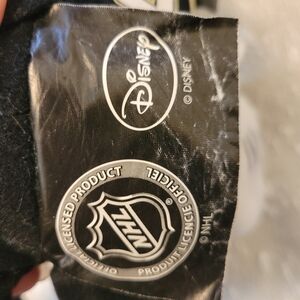 Disney
© DISNEY
OFFICIAL LICENSED PRODUCT
NHL
PRODUIT LICENCIÉ OFFICIEL
© NHL